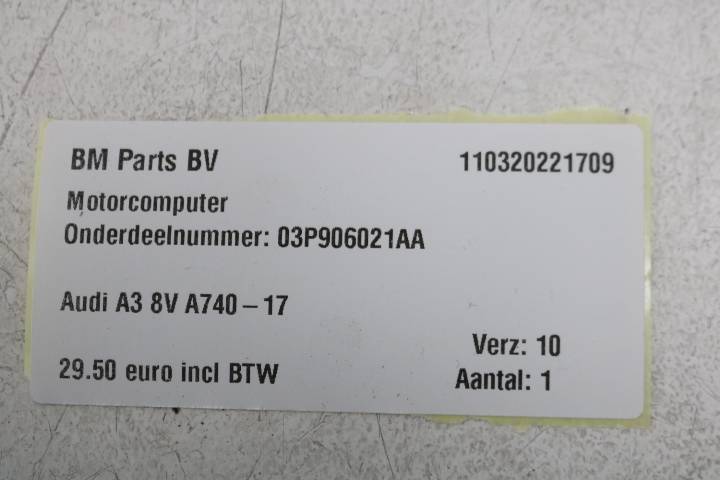 BM Parts BV 110320221709
Motorcomputer
Onderdeelnummer: 03P906021AA
Audi A3 8V A740 – 17
Verz: 10
29.50 euro incl BTW Aantal: 1